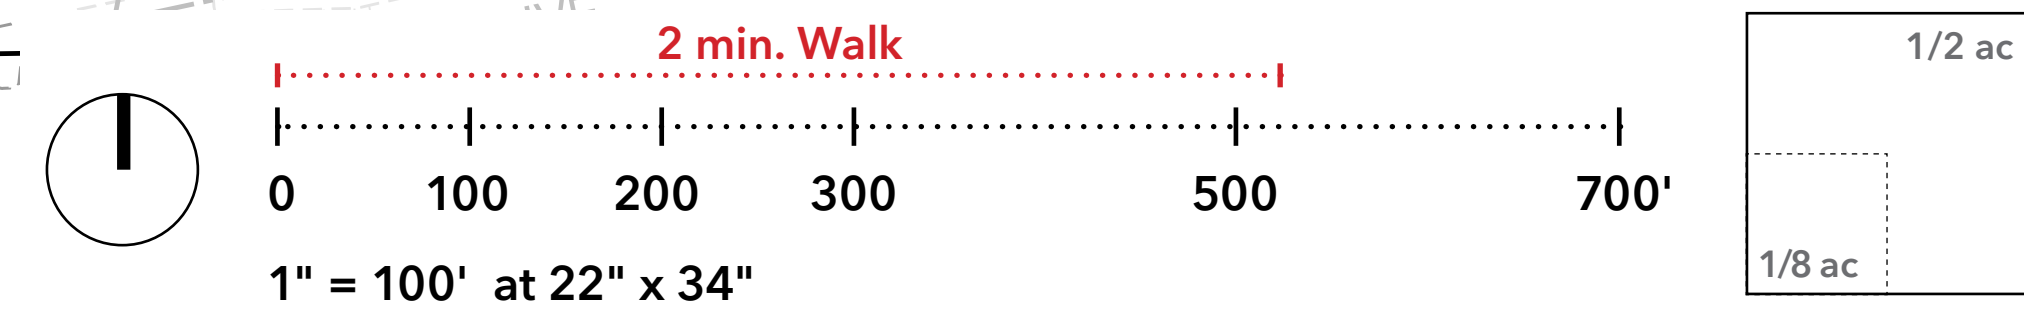 2 min. Walk
0 100 200 300 500 700'
1" = 100' at 22" x 34"
1/2 ac
1/8 ac